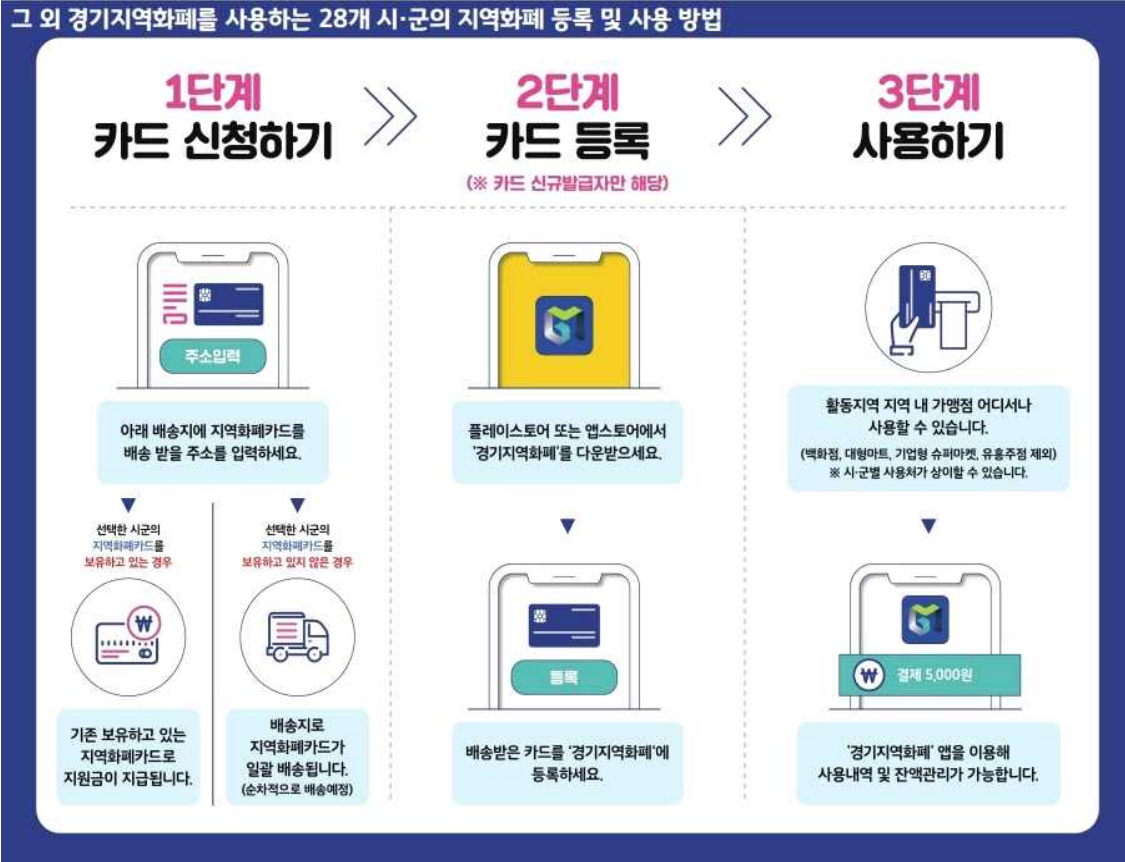 그 외 경기지역화폐를 사용하는 28개 시·군의 지역화폐 등록 및 사용 방법
1단계
카드 신청하기
2단계
카드 등록
(※ 카드 신규발급자만 해당)
3단계
사용하기
주소입력
아래 배송지에 지역화폐카드를
배송 받을 주소를 입력하세요.
선택한 시군의
지역화폐카드를
보유하고 있는 경우
기존 보유하고 있는
지역화폐카드로
지원금이 지급됩니다.
선택한 시군의
지역화폐카드를
보유하고 있지 않은 경우
배송지로
지역화폐카드가
일괄 배송됩니다.
(순차적으로 배송예정)
플레이스토어 또는 앱스토어에서
'경기지역화폐'를 다운받으세요.
등록
배송받은 카드를 '경기지역화폐'에
등록하세요.
활동지역 지역 내 가맹점 어디서나
사용할 수 있습니다.
(백화점, 대형마트, 기업형 슈퍼마켓, 유흥주점 제외)
※ 시·군별 사용처가 상이할 수 있습니다.
₩ 결제 5,000원
'경기지역화폐' 앱을 이용해
사용내역 및 잔액관리가 가능합니다.